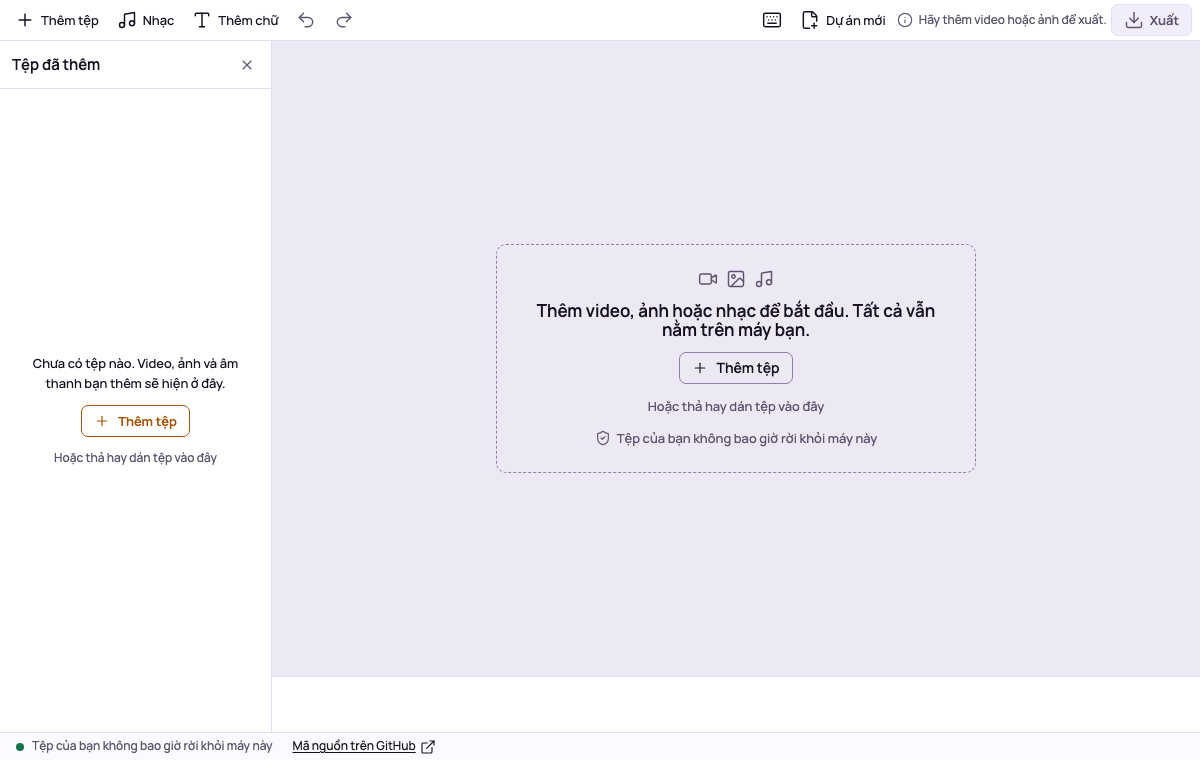 Thêm tệp
Nhạc
Thêm chữ
Dự án mới
Hãy thêm video hoặc ảnh để xuất.
Xuất
Tệp đã thêm
Chưa có tệp nào. Video, ảnh và âm
thanh bạn thêm sẽ hiện ở đây.
Thêm tệp
Hoặc thả hay dán tệp vào đây
Thêm video, ảnh hoặc nhạc để bắt đầu. Tất cả vẫn
nằm trên máy bạn.
Thêm tệp
Hoặc thả hay dán tệp vào đây
Tệp của bạn không bao giờ rời khỏi máy này
Tệp của bạn không bao giờ rời khỏi máy này
Mã nguồn trên GitHub